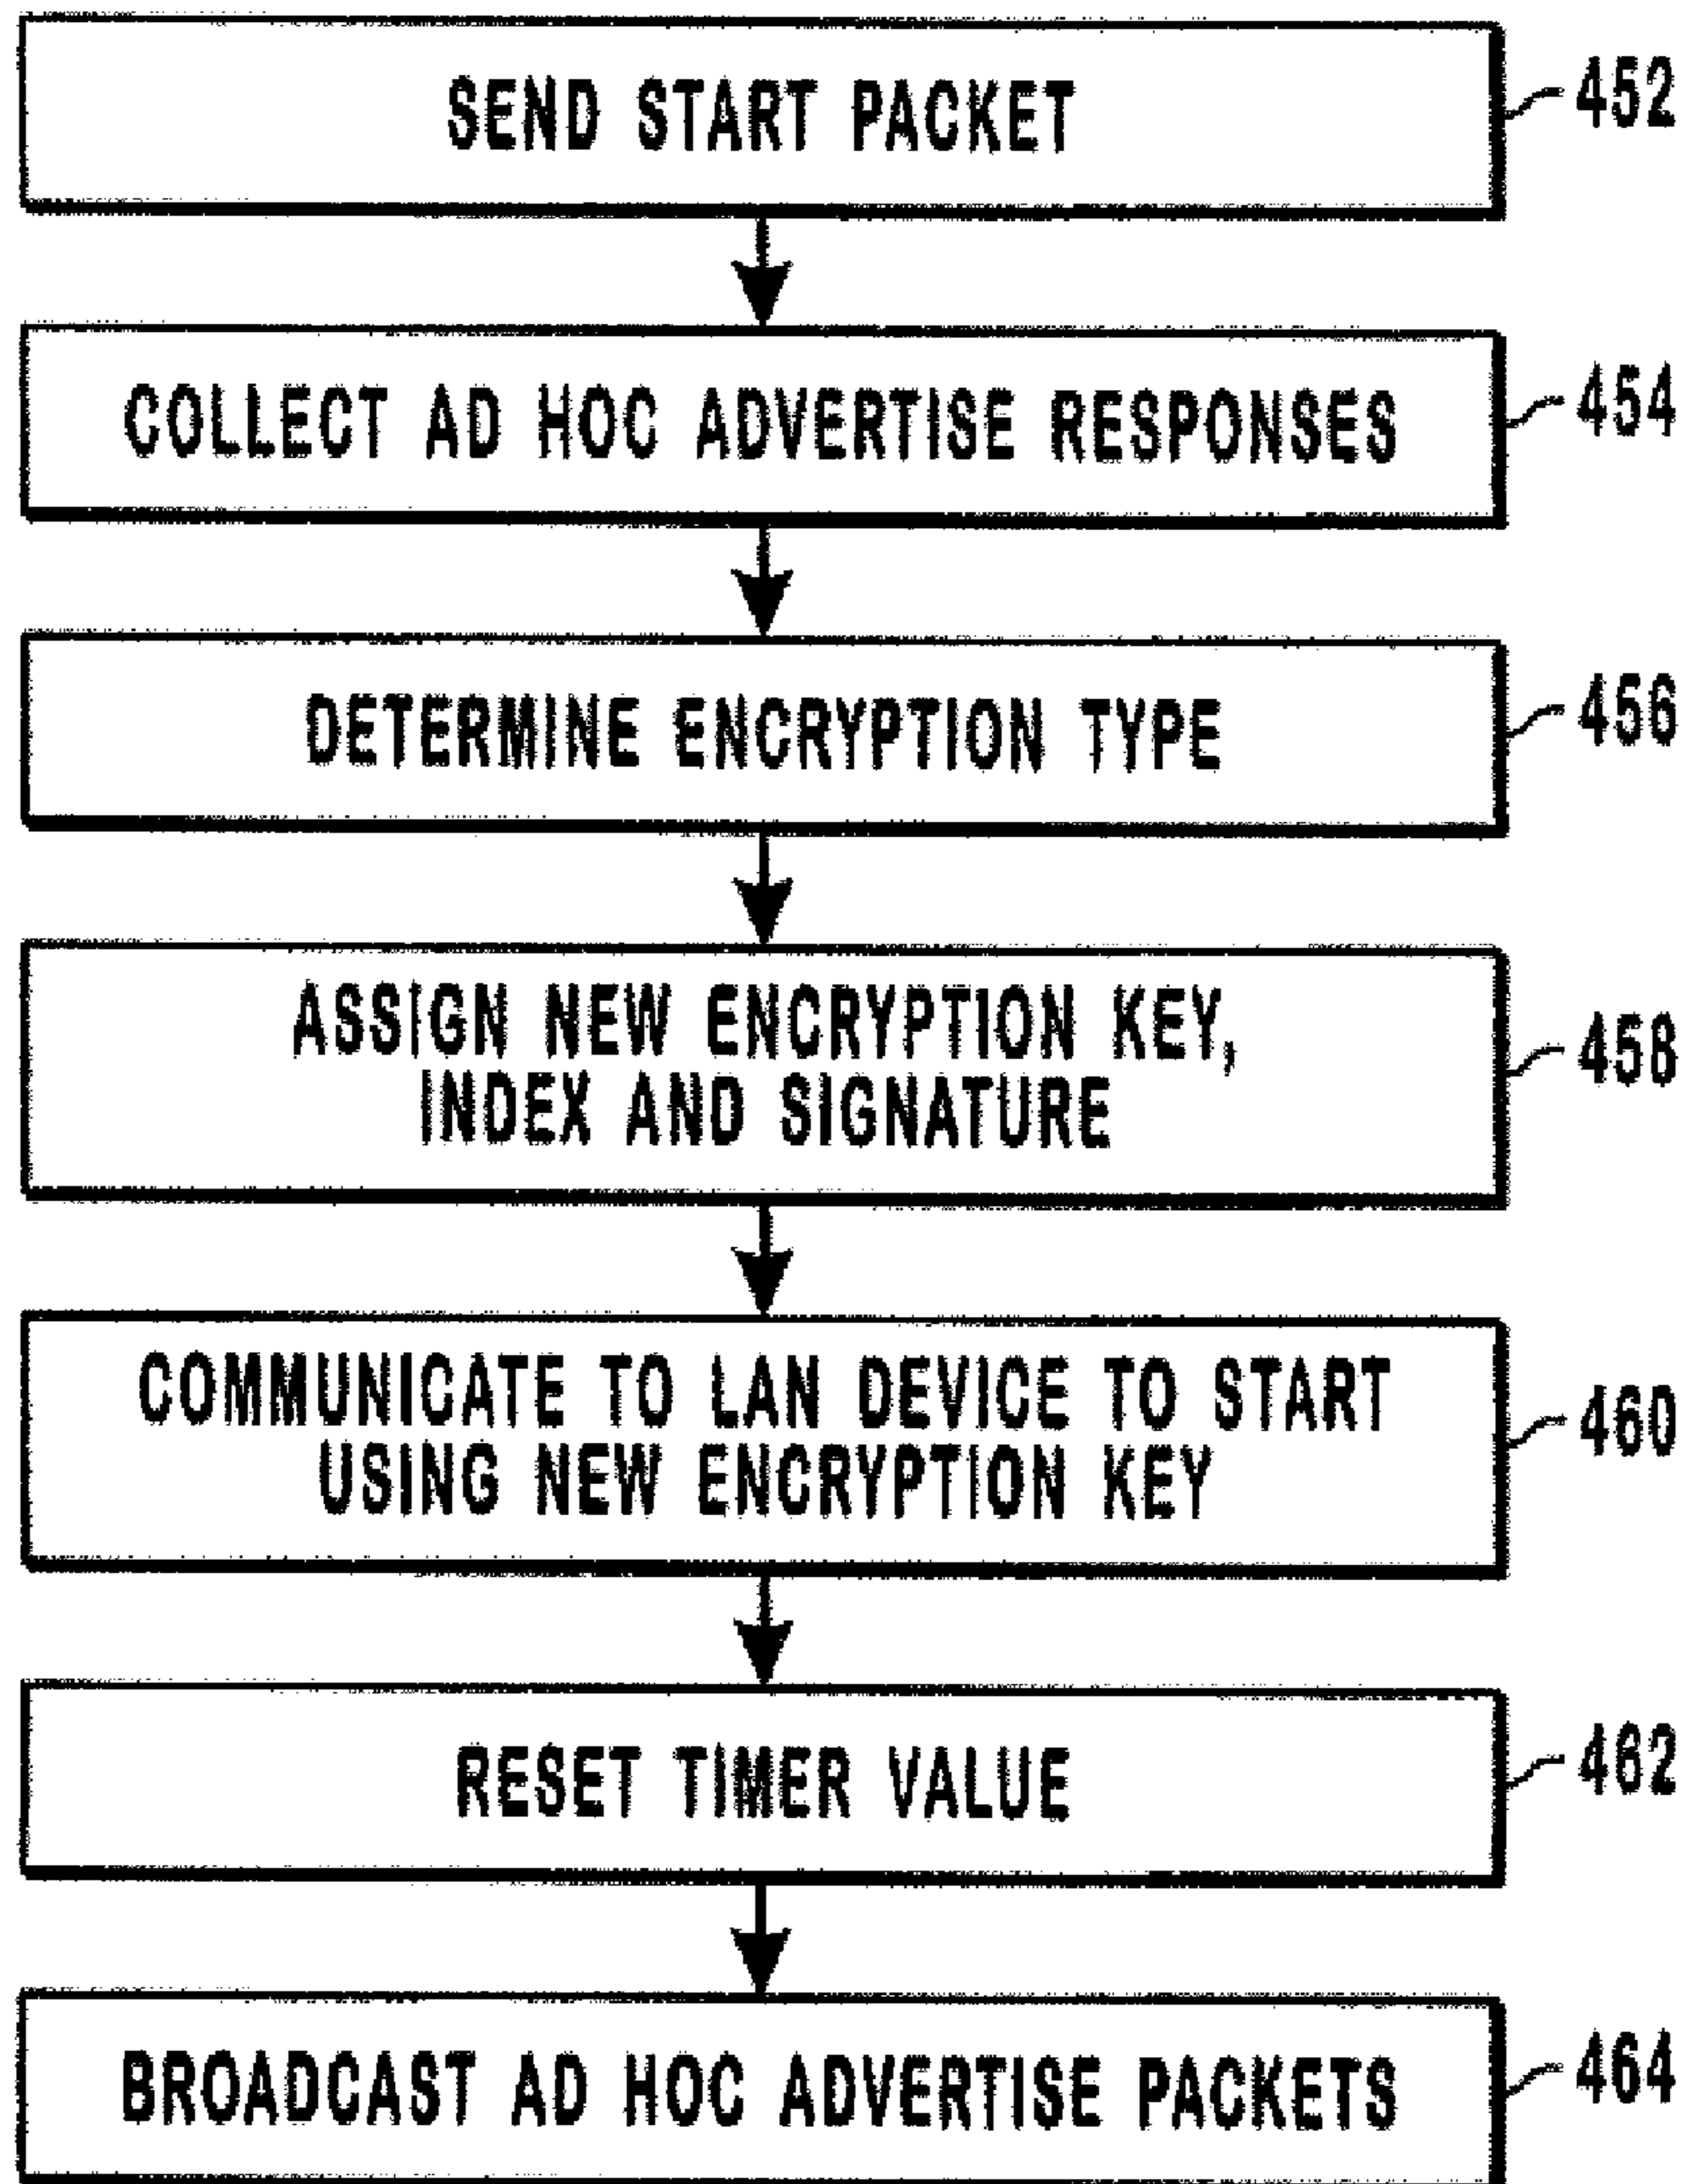 SEND START PACKET
452
COLLECT AD HOC ADVERTISE RESPONSES
454
DETERMINE ENCRYPTION TYPE
456
ASSIGN NEW ENCRYPTION KEY,
INDEX AND SIGNATURE
458
COMMUNICATE TO LAN DEVICE TO START
USING NEW ENCRYPTION KEY
460
RESET TIMER VALUE
462
BROADCAST AD HOC ADVERTISE PACKETS
464